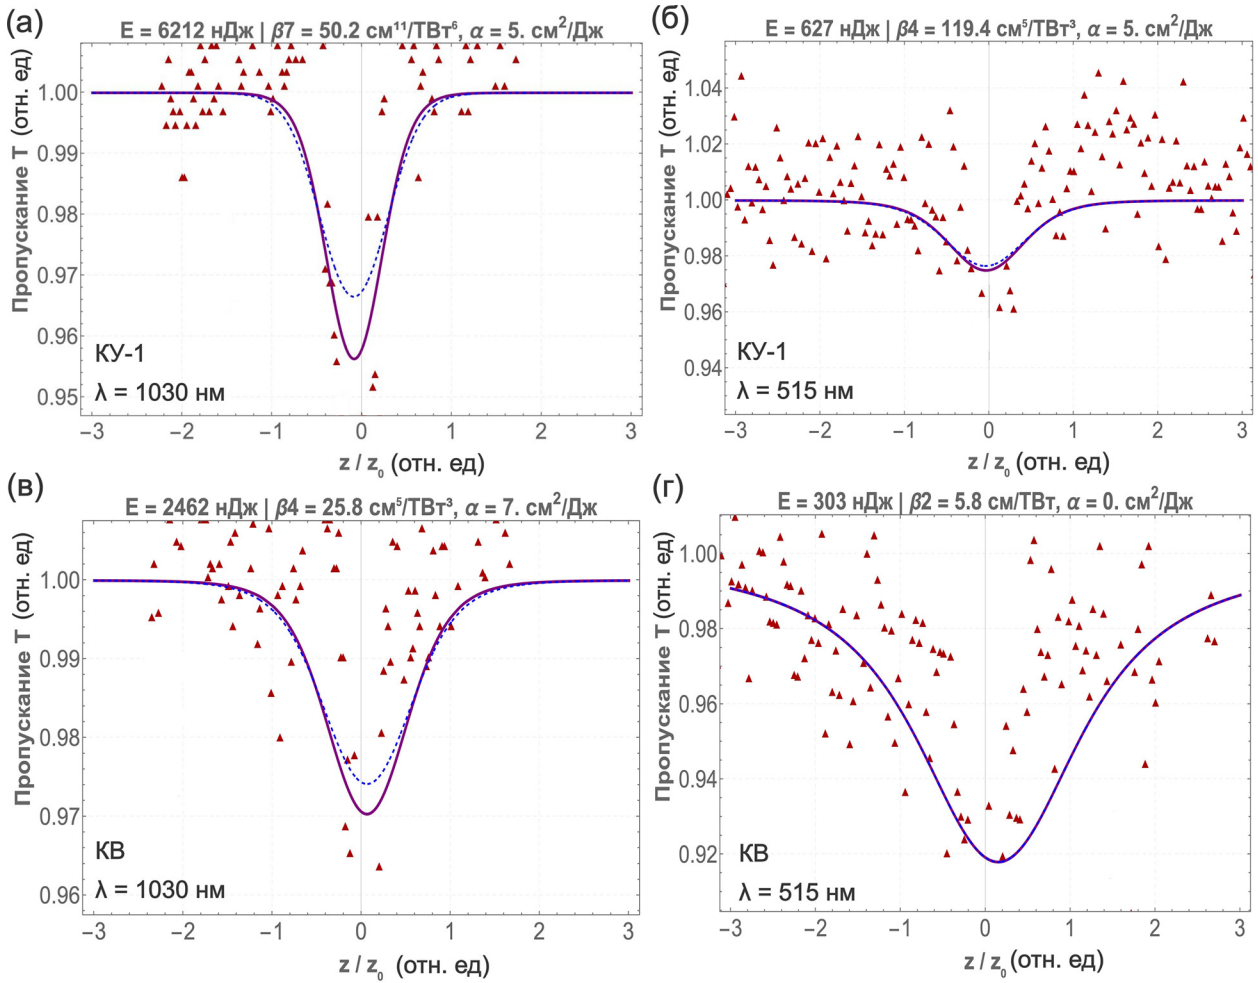 (а)
E = 6212 нДж | β7 = 50.2 см¹¹/ТВт⁶, α = 5. см²/Дж
Пропускание T (отн. ед)
1.00
0.99
0.98
0.97
0.96
0.95
КУ-1
λ = 1030 нм
−3 −2 −1 0 1 2 3
z / z₀ (отн. ед)
(б)
E = 627 нДж | β4 = 119.4 см⁵/ТВт³, α = 5. см²/Дж
Пропускание T (отн. ед)
1.04
1.02
1.00
0.98
0.96
0.94
КУ-1
λ = 515 нм
−3 −2 −1 0 1 2 3
z / z₀ (отн. ед)
(в)
E = 2462 нДж | β4 = 25.8 см⁵/ТВт³, α = 7. см²/Дж
Пропускание T (отн. ед)
1.00
0.99
0.98
0.97
0.96
КВ
λ = 1030 нм
−3 −2 −1 0 1 2 3
z / z₀ (отн. ед)
(г)
E = 303 нДж | β2 = 5.8 см/ТВт, α = 0. см²/Дж
Пропускание T (отн. ед)
1.00
0.98
0.96
0.94
0.92
КВ
λ = 515 нм
−3 −2 −1 0 1 2 3
z / z₀ (отн. ед)